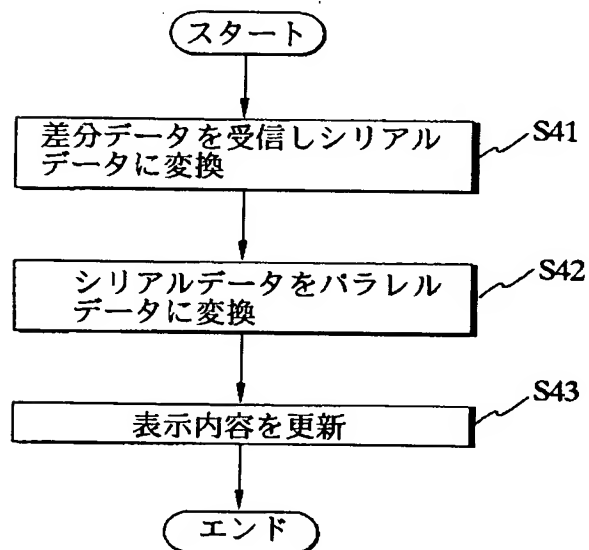 スタート
差分データを受信しシリアル
データに変換
S41
シリアルデータをパラレル
データに変換
S42
表示内容を更新
S43
エンド